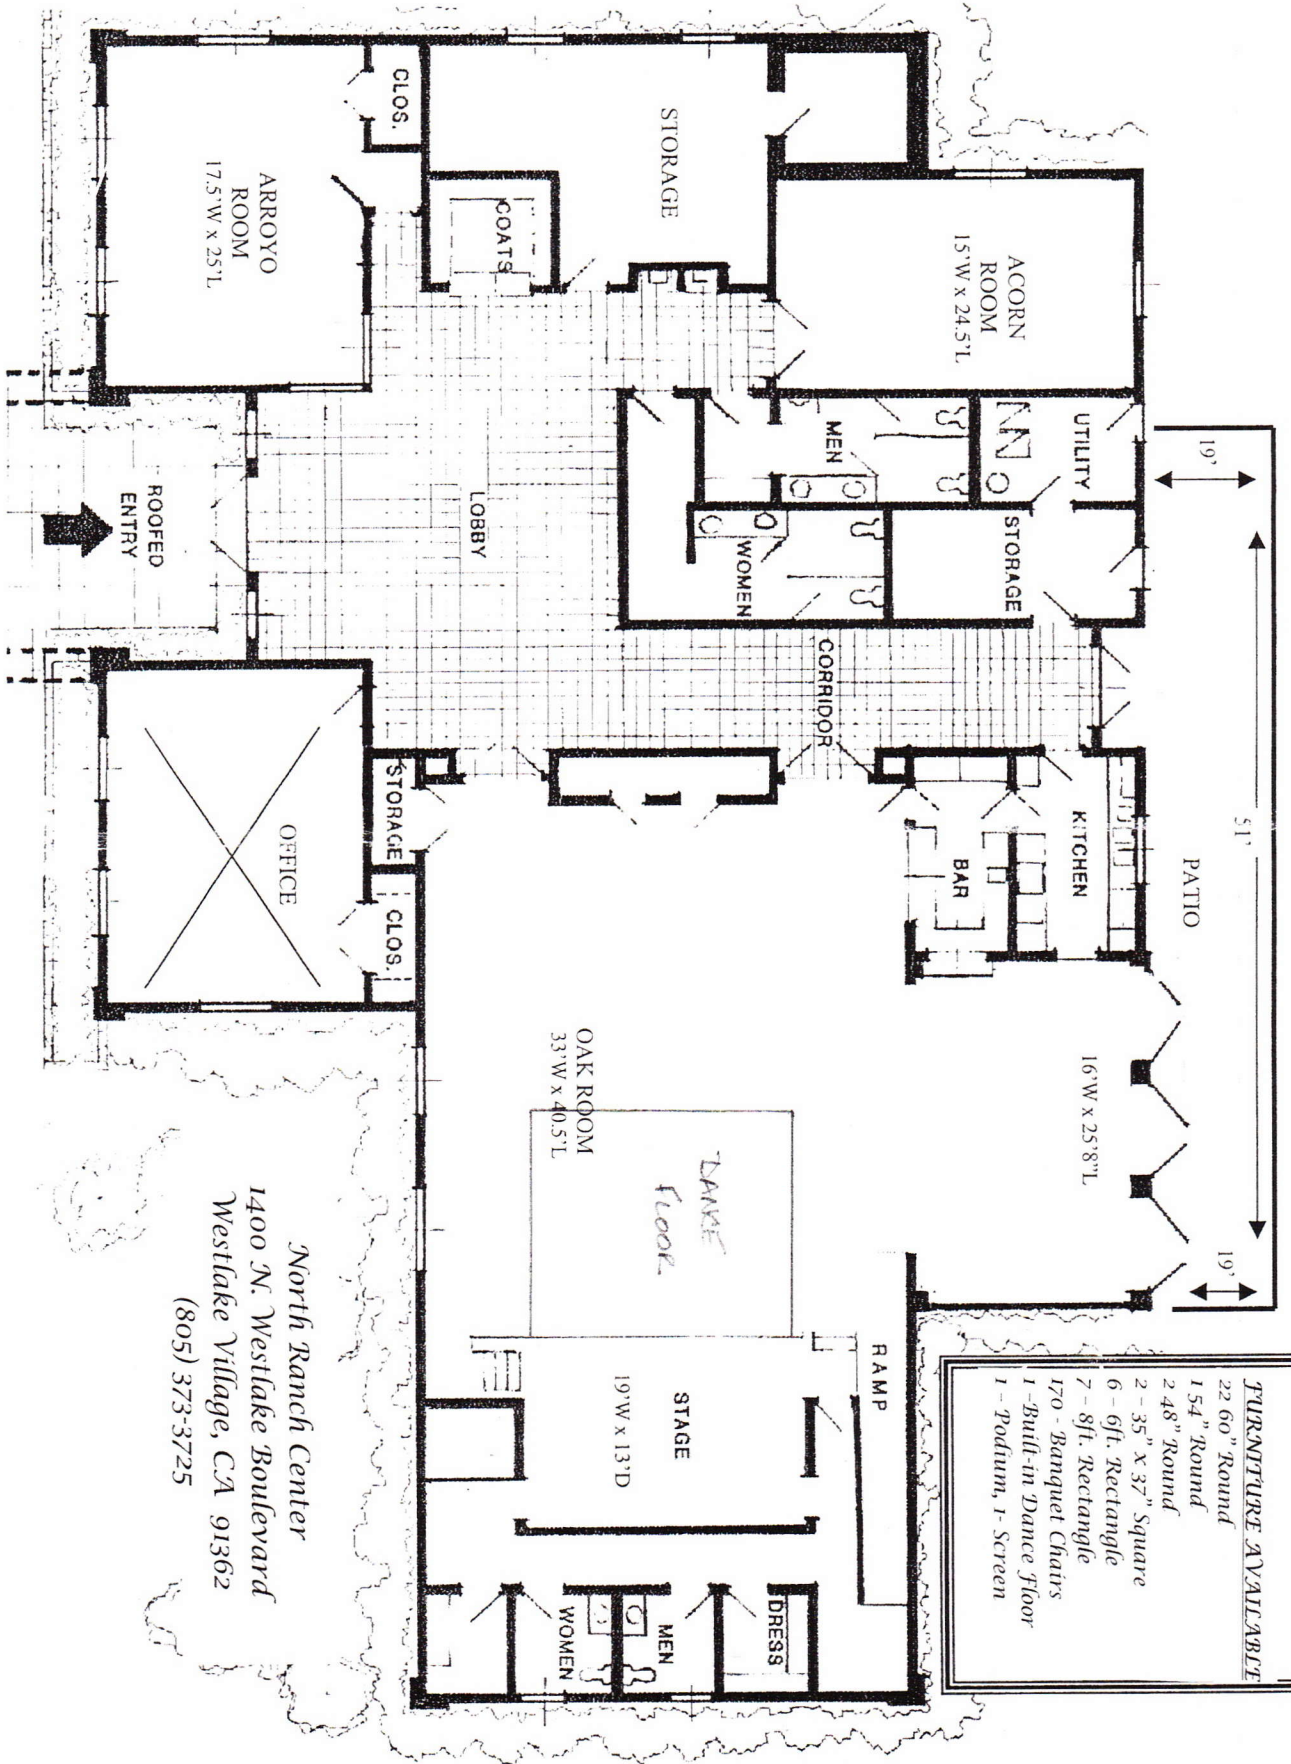 CLOS.
STORAGE
ARROYO
ROOM
17.5'W x 25'L
COATS
ACORN
ROOM
15'W x 24.5'L
ROOFED
ENTRY
LOBBY
MEN
WOMEN
UTILITY
STORAGE
CORRIDOR
19'
51'
19'
PATIO
KITCHEN
BAR
STORAGE
CLOS.
OFFICE
OAK ROOM
33'W x 40.5'L
16'W x 25'8"L
DANCE
FLOOR
RAMP
STAGE
19'W x 13'D
DRESS
MEN
WOMEN
FURNITURE AVAILABLE
22 60" Round
1 54" Round
2 48" Round
2 - 35" x 37" Square
6 - 6ft. Rectangle
7 - 8ft. Rectangle
170 - Banquet Chairs
1 -Built-in Dance Floor
1 - Podium, 1- Screen
North Ranch Center
1400 N. Westlake Boulevard
Westlake Village, CA 91362
(805) 373-3725